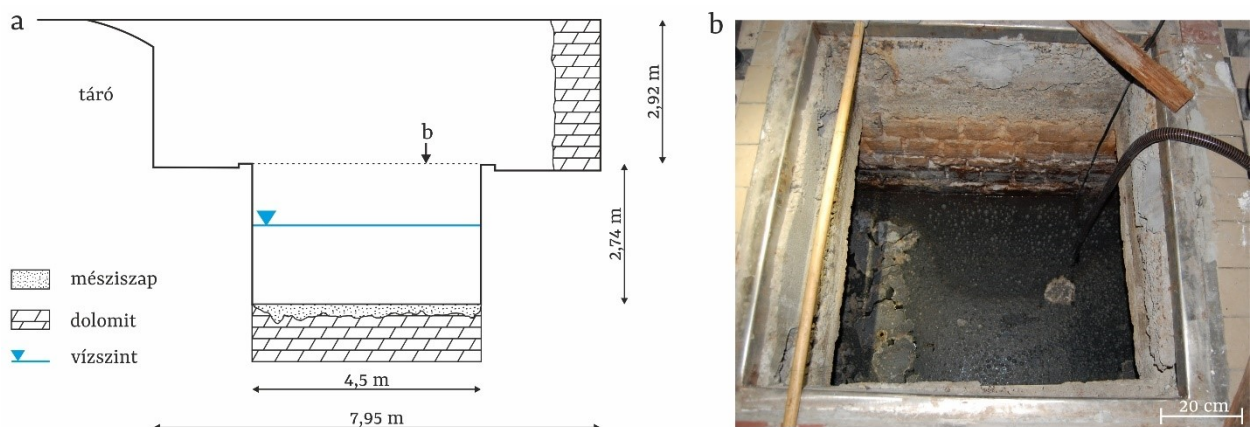 a
táró
b
2,92 m
2,74 m
mésziszap
dolomit
vízszint
4,5 m
7,95 m
b
20 cm